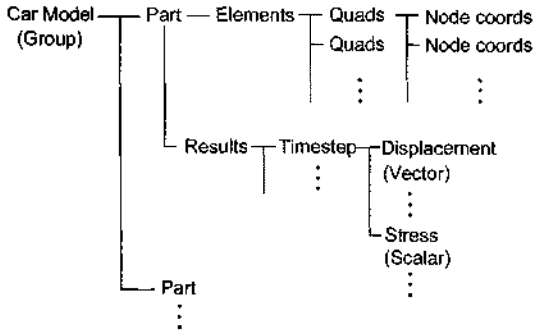 Car Model Part Elements Quads Node coords
(Group) Quads Node coords
Results Timestep Displacement
(Vector)
Stress
(Scalar)
Part